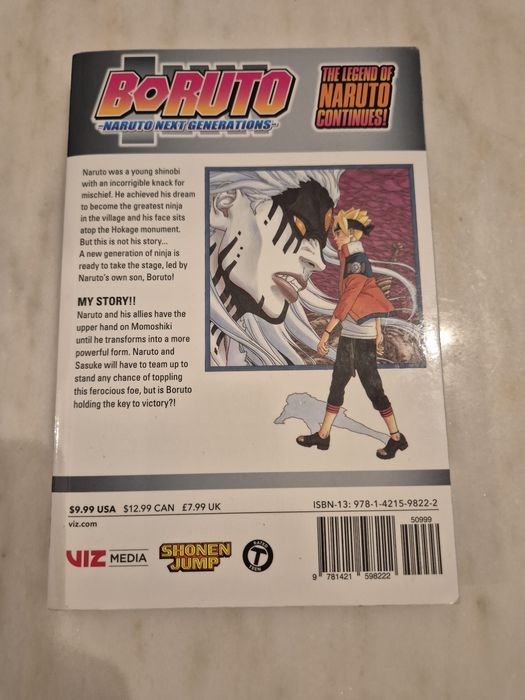 BORUTO
-NARUTO NEXT GENERATIONS-
THE LEGEND OF
NARUTO
CONTINUES!
Naruto was a young shinobi
with an incorrigible knack for
mischief. He achieved his dream
to become the greatest ninja
in the village and his face sits
atop the Hokage monument.
But this is not his story...
A new generation of ninja is
ready to take the stage, led by
Naruto's own son, Boruto!
MY STORY!!
Naruto and his allies have the
upper hand on Momoshiki
until he transforms into a more
powerful form. Naruto and
Sasuke will have to team up to
stand any chance of toppling
this ferocious foe, but is Boruto
holding the key to victory?!
$9.99 USA $12.99 CAN £7.99 UK
viz.com
ISBN-13: 978-1-4215-9822-2
50999
VIZ MEDIA
SHONEN
JUMP
RATED
T
TEEN
9 781421 598222